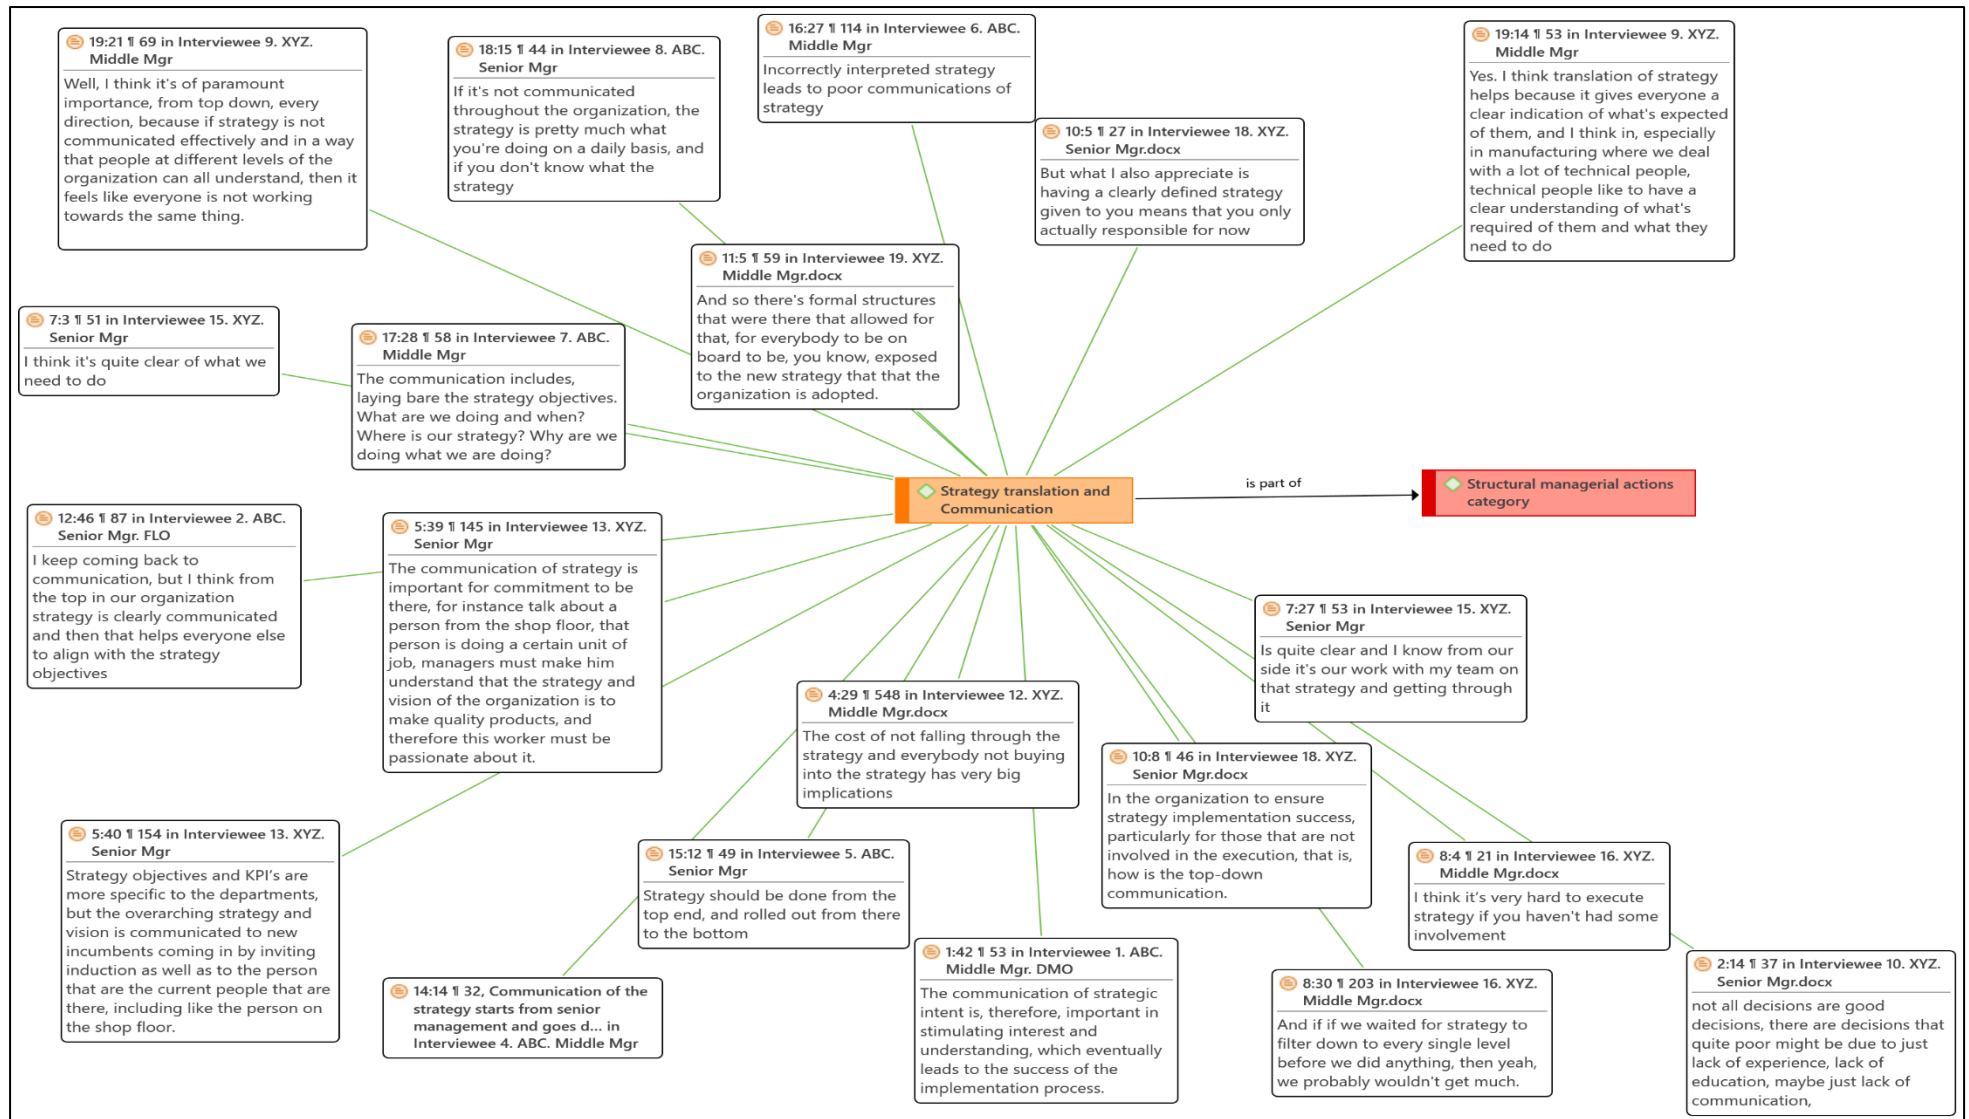 19:21 ¶ 69 in Interviewee 9. XYZ.
Middle Mgr
Well, I think it's of paramount
importance, from top down, every
direction, because if strategy is not
communicated effectively and in a way
that people at different levels of the
organization can all understand, then it
feels like everyone is not working
towards the same thing.
18:15 ¶ 44 in Interviewee 8. ABC.
Senior Mgr
If it's not communicated
throughout the organization, the
strategy is pretty much what
you're doing on a daily basis, and
if you don't know what the
strategy
16:27 ¶ 114 in Interviewee 6. ABC.
Middle Mgr
Incorrectly interpreted strategy
leads to poor communications of
strategy
10:5 ¶ 27 in Interviewee 18. XYZ.
Senior Mgr.docx
But what I also appreciate is
having a clearly defined strategy
given to you means that you only
actually responsible for now
19:14 ¶ 53 in Interviewee 9. XYZ.
Middle Mgr
Yes. I think translation of strategy
helps because it gives everyone a
clear indication of what's expected
of them, and I think in, especially
in manufacturing where we deal
with a lot of technical people,
technical people like to have a
clear understanding of what's
required of them and what they
need to do
11:5 ¶ 59 in Interviewee 19. XYZ.
Middle Mgr.docx
And so there's formal structures
that were there that allowed for
that, for everybody to be on
board to be, you know, exposed
to the new strategy that that the
organization is adopted.
7:3 ¶ 51 in Interviewee 15. XYZ.
Senior Mgr
I think it's quite clear of what we
need to do
17:28 ¶ 58 in Interviewee 7. ABC.
Middle Mgr
The communication includes,
laying bare the strategy objectives.
What are we doing and when?
Where is our strategy? Why are we
doing what we are doing?
Strategy translation and
Communication
is part of
Structural managerial actions
category
12:46 ¶ 87 in Interviewee 2. ABC.
Senior Mgr. FLO
I keep coming back to
communication, but I think from
the top in our organization
strategy is clearly communicated
and then that helps everyone else
to align with the strategy
objectives
5:39 ¶ 145 in Interviewee 13. XYZ.
Senior Mgr
The communication of strategy is
important for commitment to be
there, for instance talk about a
person from the shop floor, that
person is doing a certain unit of
job, managers must make him
understand that the strategy and
vision of the organization is to
make quality products, and
therefore this worker must be
passionate about it.
7:27 ¶ 53 in Interviewee 15. XYZ.
Senior Mgr
Is quite clear and I know from our
side it's our work with my team on
that strategy and getting through
it
4:29 ¶ 548 in Interviewee 12. XYZ.
Middle Mgr.docx
The cost of not falling through the
strategy and everybody not buying
into the strategy has very big
implications
10:8 ¶ 46 in Interviewee 18. XYZ.
Senior Mgr.docx
In the organization to ensure
strategy implementation success,
particularly for those that are not
involved in the execution, that is,
how is the top-down
communication.
5:40 ¶ 154 in Interviewee 13. XYZ.
Senior Mgr
Strategy objectives and KPI's are
more specific to the departments,
but the overarching strategy and
vision is communicated to new
incumbents coming in by inviting
induction as well as to the person
that are the current people that are
there, including like the person on
the shop floor.
15:12 ¶ 49 in Interviewee 5. ABC.
Senior Mgr
Strategy should be done from the
top end, and rolled out from there
to the bottom
8:4 ¶ 21 in Interviewee 16. XYZ.
Middle Mgr.docx
I think it's very hard to execute
strategy if you haven't had some
involvement
14:14 ¶ 32, Communication of the
strategy starts from senior
management and goes d... in
Interviewee 4. ABC. Middle Mgr
1:42 ¶ 53 in Interviewee 1. ABC.
Middle Mgr. DMO
The communication of strategic
intent is, therefore, important in
stimulating interest and
understanding, which eventually
leads to the success of the
implementation process.
8:30 ¶ 203 in Interviewee 16. XYZ.
Middle Mgr.docx
And if if we waited for strategy to
filter down to every single level
before we did anything, then yeah,
we probably wouldn't get much.
2:14 ¶ 37 in Interviewee 10. XYZ.
Senior Mgr.docx
not all decisions are good
decisions, there are decisions that
quite poor might be due to just
lack of experience, lack of
education, maybe just lack of
communication,